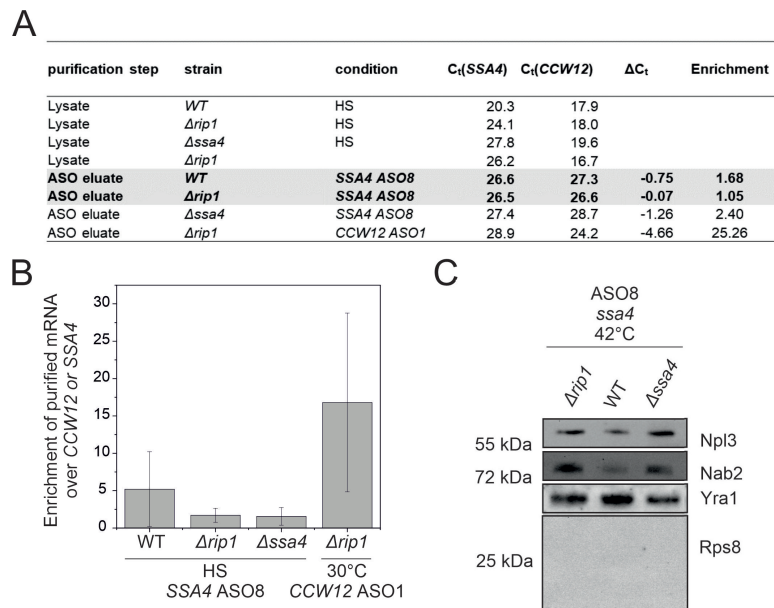 A
purification step strain condition Ct(SSA4) Ct(CCW12) ΔCt Enrichment
Lysate WT HS 20.3 17.9
Lysate Δrip1 HS 24.1 18.0
Lysate Δssa4 HS 27.8 19.6
Lysate Δrip1 26.2 16.7
ASO eluate WT SSA4 ASO8 26.6 27.3 -0.75 1.68
ASO eluate Δrip1 SSA4 ASO8 26.5 26.6 -0.07 1.05
ASO eluate Δssa4 SSA4 ASO8 27.4 28.7 -1.26 2.40
ASO eluate Δrip1 CCW12 ASO1 28.9 24.2 -4.66 25.26
B
Enrichment of purified mRNA
over CCW12 or SSA4
30
25
20
15
10
5
0
WT Δrip1 Δssa4 Δrip1
HS 30°C
SSA4 ASO8 CCW12 ASO1
C
ASO8
ssa4
42°C
Δrip1 WT Δssa4
55 kDa Npl3
72 kDa Nab2
Yra1
25 kDa Rps8